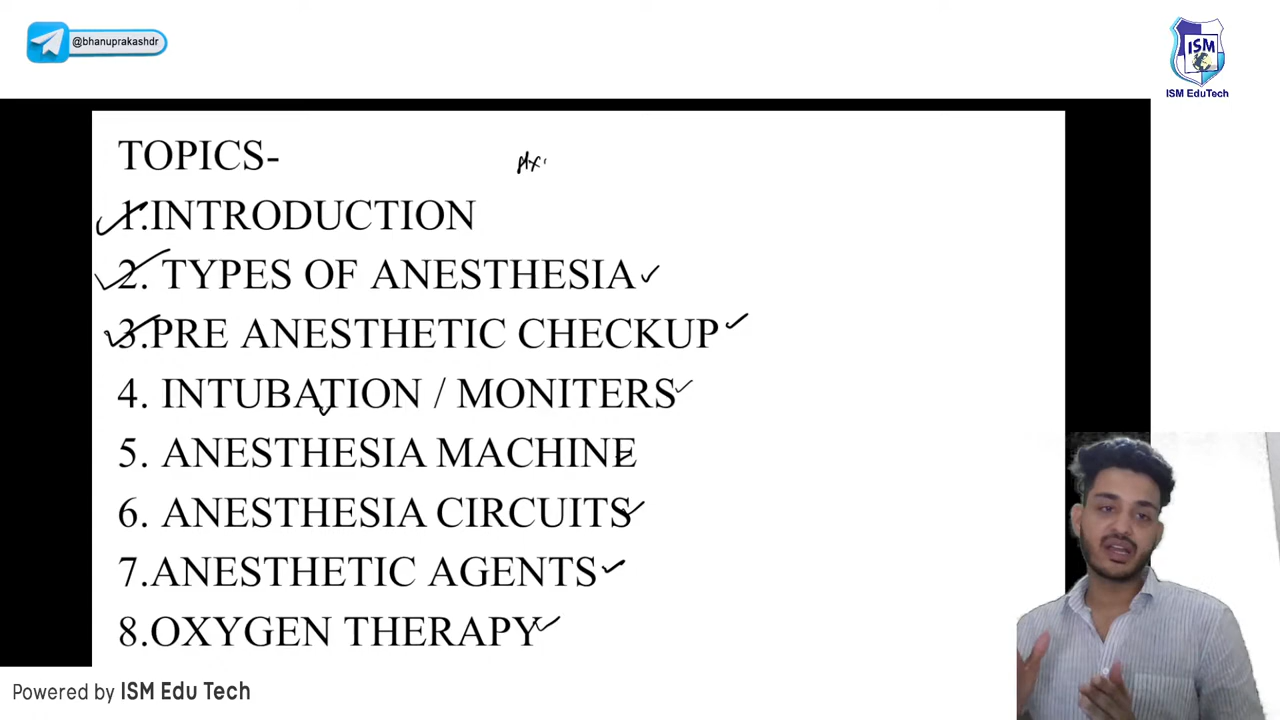 @bhanuprakashdr
ISM
ISM EduTech
TOPICS-
1.INTRODUCTION
2. TYPES OF ANESTHESIA
3.PRE ANESTHETIC CHECKUP
4. INTUBATION / MONITERS
5. ANESTHESIA MACHINE
6. ANESTHESIA CIRCUITS
7.ANESTHETIC AGENTS
8.OXYGEN THERAPY
Powered by ISM Edu Tech